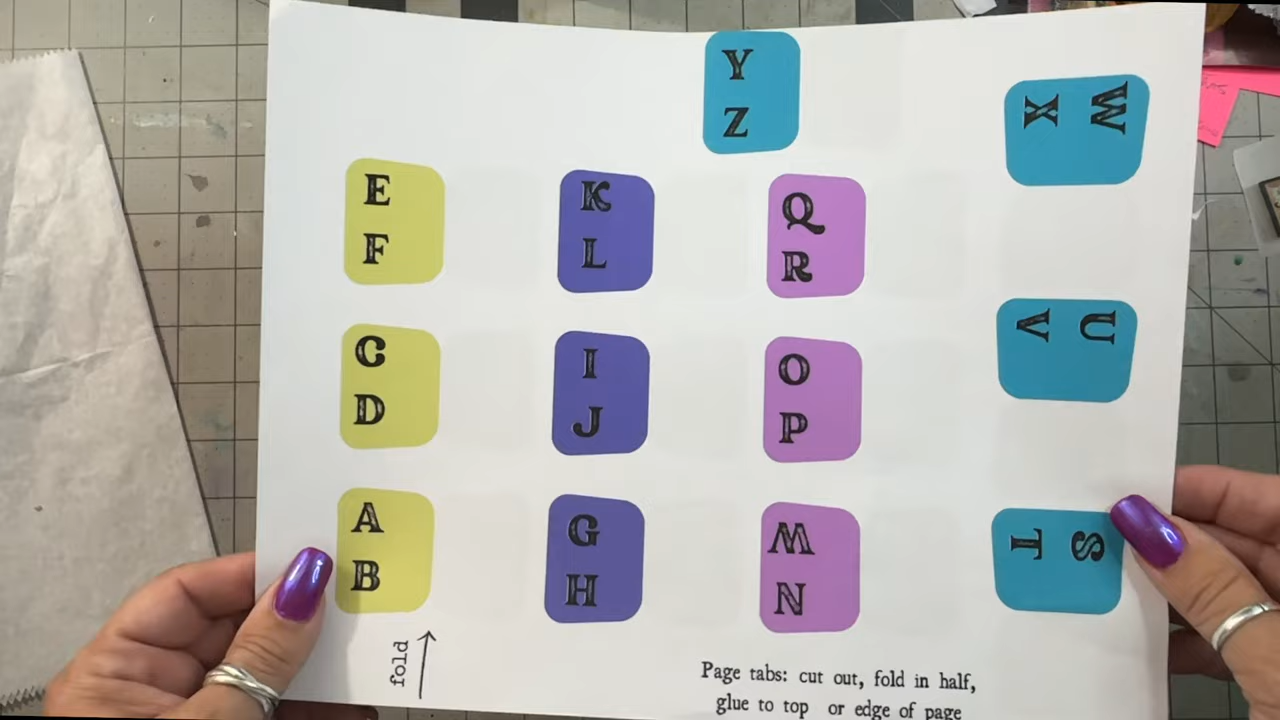 Y
Z
W
X
E
F
K
L
Q
R
C
D
I
J
O
P
U
V
A
B
G
H
M
N
S
T
fold
Page tabs: cut out, fold in half,
glue to top or edge of page